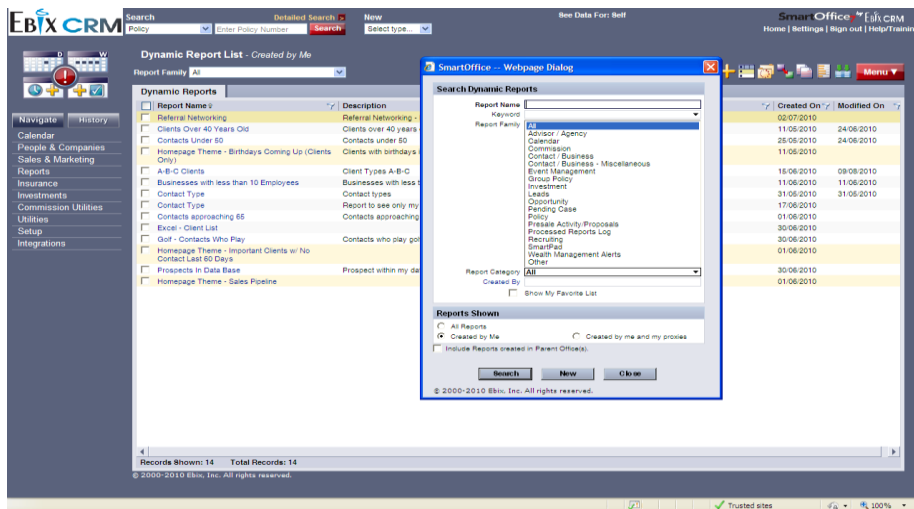 EBIX CRM
Search
Detailed Search
New
See Data For: Self
SmartOffice Ebix CRM
Policy
Enter Policy Number
Search
Select type...
Home | Settings | Sign out | Help/Trainin
Dynamic Report List - Created by Me
Report Family All
Menu
Dynamic Reports
Report Name
Description
Created On
Modified On
Referral Networking
Referral Networking -
02/07/2010
Clients Over 40 Years Old
Clients over 40 years
11/05/2010
24/06/2010
Contacts Under 50
Contacts under 50
25/05/2010
24/06/2010
Homepage Theme - Birthdays Coming Up (Clients
Only)
Clients with birthdays i
11/05/2010
A-B-C Clients
Client Types A-B-C
15/06/2010
09/08/2010
Businesses with less than 10 Employees
Businesses with less t
11/06/2010
11/06/2010
Contact Type
Contact types
31/05/2010
31/05/2010
Contact Type
Report to see only my
17/06/2010
Contacts approaching 65
Contacts approaching
01/06/2010
Excel - Client List
30/06/2010
Golf - Contacts Who Play
Contacts who play gol
30/06/2010
Homepage Theme - Important Clients w/ No
Contact Last 60 Days
01/06/2010
Prospects In Data Base
Prospect within my da
30/06/2010
Homepage Theme - Sales Pipeline
01/06/2010
Records Shown: 14 Total Records: 14
© 2000-2010 Ebix, Inc. All rights reserved.
D
W
Navigate
History
Calendar
People & Companies
Sales & Marketing
Reports
Insurance
Investments
Commission Utilities
Utilities
Setup
Integrations
SmartOffice -- Webpage Dialog
Search Dynamic Reports
Report Name
Keyword
Report Family
All
Advisor / Agency
Calendar
Commission
Contact / Business
Contact / Business - Miscellaneous
Event Management
Group Policy
Investment
Leads
Opportunity
Pending Case
Policy
Presale Activity/Proposals
Processed Reports Log
Recruiting
SmartPad
Wealth Management Alerts
Other
Report Category All
Created By
Show My Favorite List
Reports Shown
All Reports
Created by Me
Created by me and my proxies
Include Reports created in Parent Office(s).
Search
New
Close
© 2000-2010 Ebix, Inc. All rights reserved.
Trusted sites
100%